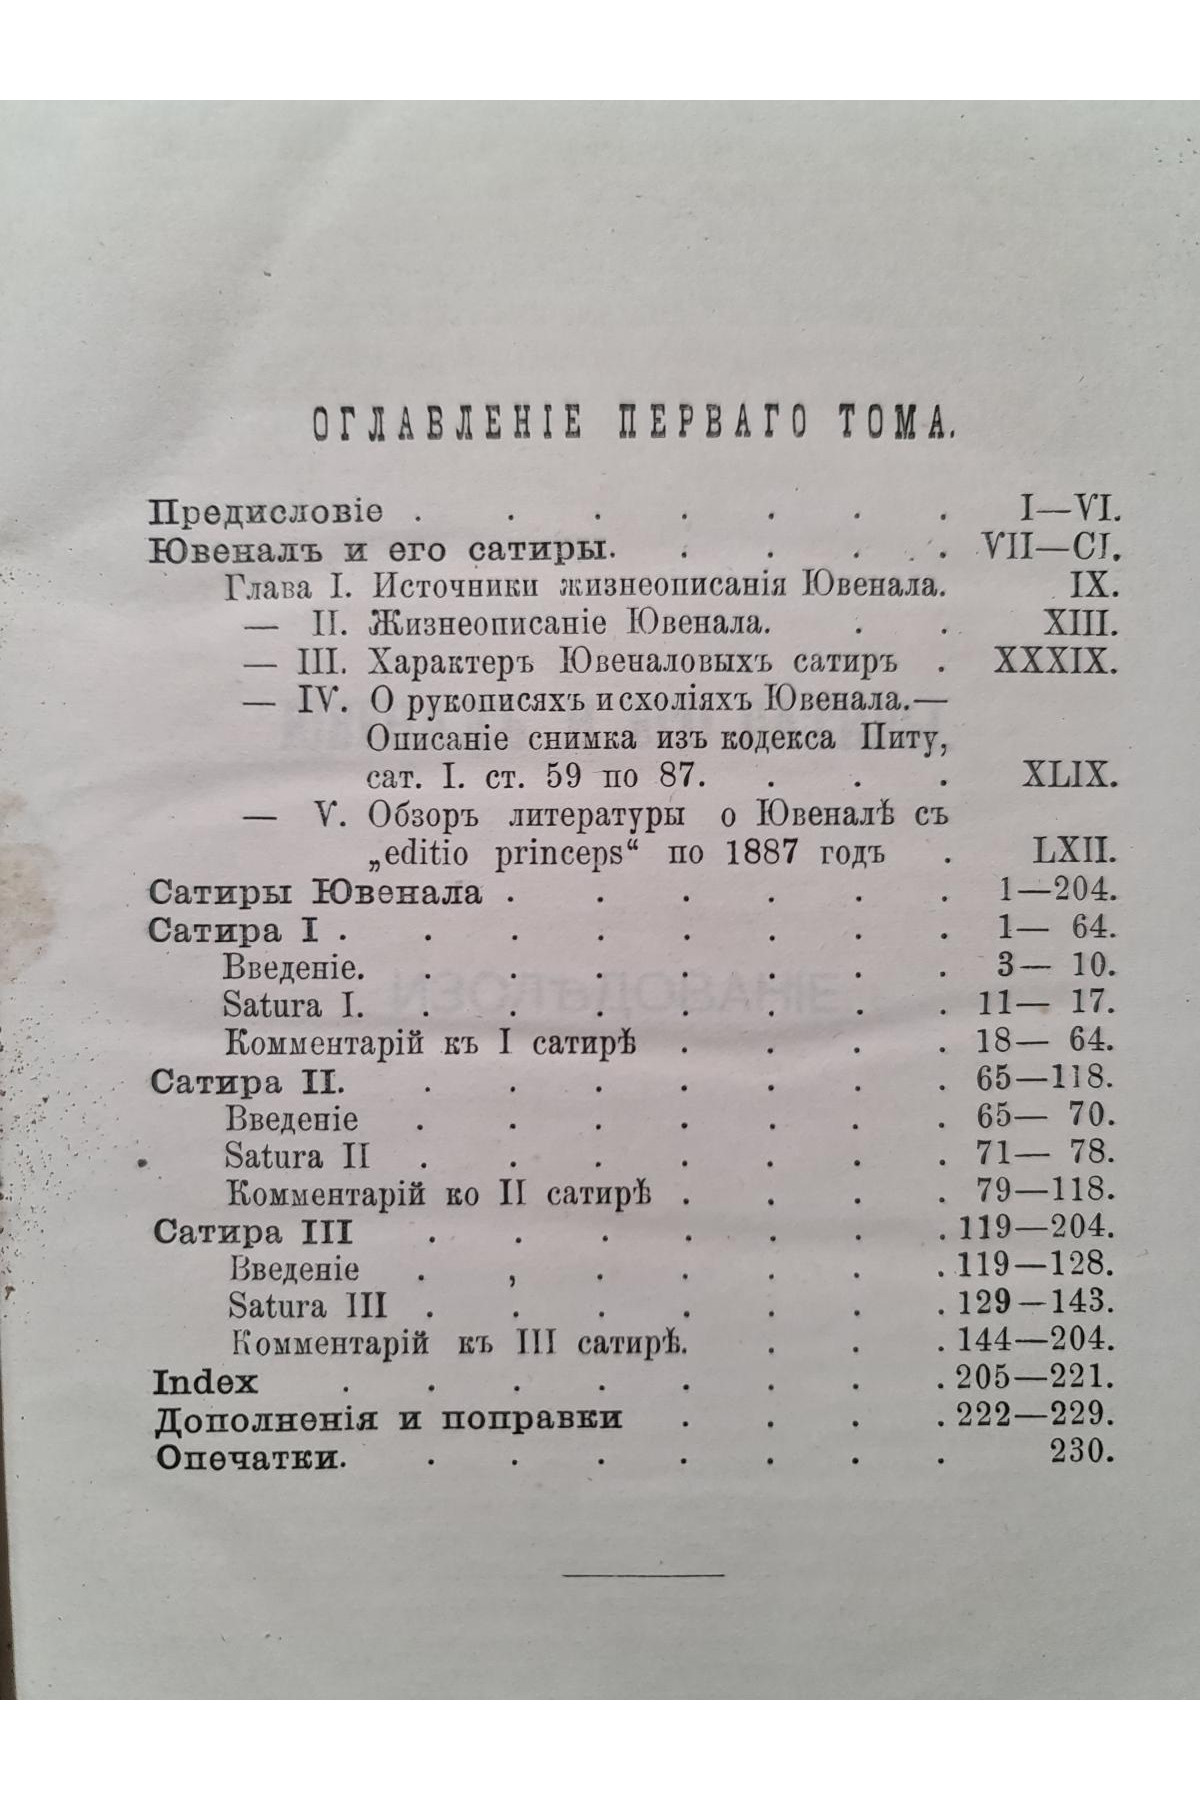 ОГЛАВЛЕНІЕ ПЕРВАГО ТОМА.
Предисловіе . . . . . . . I—VI.
Ювеналъ и его сатиры. . . . . VII—CI.
Глава I. Источники жизнеописанія Ювенала. IX.
— II. Жизнеописаніе Ювенала. . . XIII.
— III. Характеръ Ювеналовыхъ сатиръ . XXXIX.
— IV. О рукописяхъ и схоліяхъ Ювенала.—
Описаніе снимка изъ кодекса Питу,
сат. I. ст. 59 по 87. . . . XLIX.
— V. Обзоръ литературы о Ювеналѣ съ
„editio princeps“ по 1887 годъ . LXII.
Сатиры Ювенала . . . . . . 1—204.
Сатира I . . . . . . . . 1— 64.
Введеніе. . . . . . . . 3— 10.
Satura I. . . . . . . . 11— 17.
Комментарій къ I сатирѣ . . . . 18— 64.
Сатира II. . . . . . . . 65—118.
Введеніе . . . . . . . 65— 70.
Satura II . . . . . . . 71— 78.
Комментарій ко II сатирѣ . . . . 79—118.
Сатира III . . . . . . . 119—204.
Введеніе . , . . . . . 119—128.
Satura III . . . . . . . 129—143.
Комментарій къ III сатирѣ. . . . 144—204.
Index . . . . . . . . 205—221.
Дополненія и поправки . . . . 222—229.
Опечатки. . . . . . . . 230.
ИЗСЛѢДОВАНІЕ